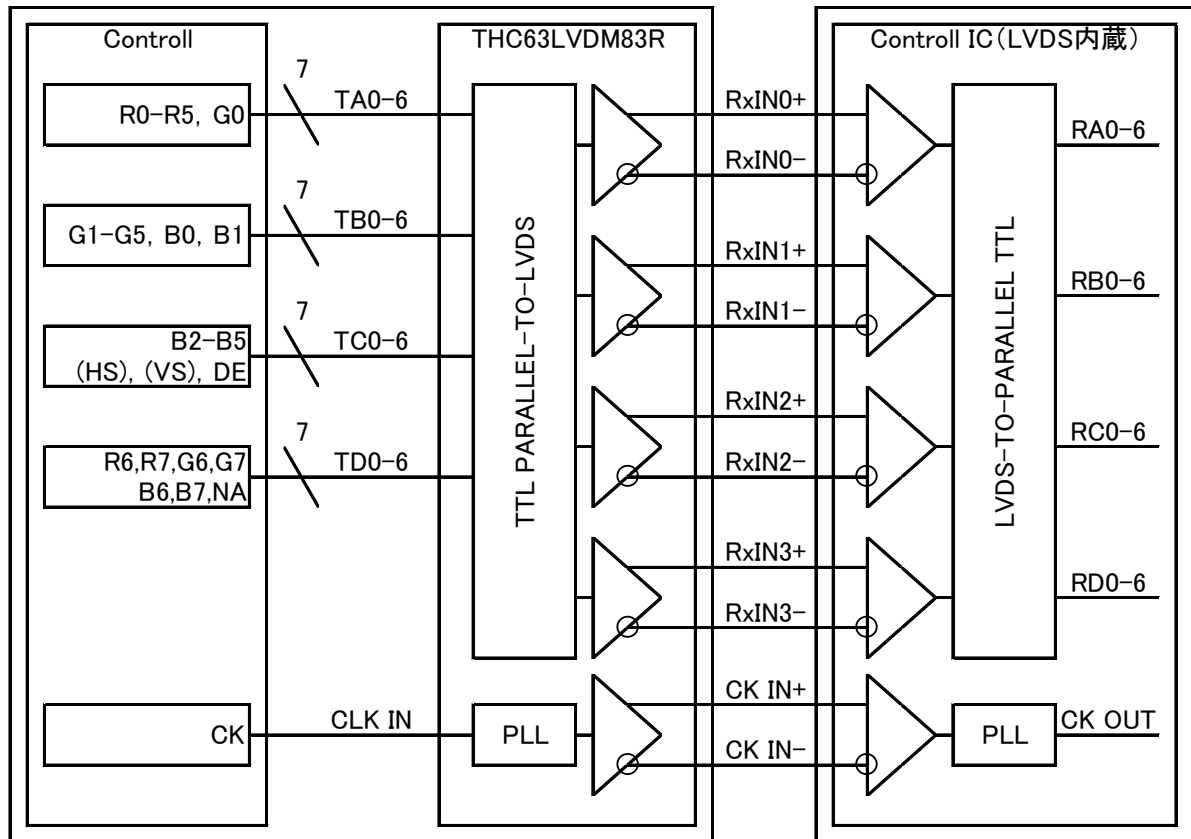 Controll
THC63LVDM83R
Controll IC（LVDS内蔵）
R0-R5, G0
7
TA0-6
G1-G5, B0, B1
7
TB0-6
B2-B5
(HS), (VS), DE
7
TC0-6
R6,R7,G6,G7
B6,B7,NA
7
TD0-6
CK
CLK IN
TTL PARALLEL-TO-LVDS
PLL
RxIN0+
RxIN0-
RxIN1+
RxIN1-
RxIN2+
RxIN2-
RxIN3+
RxIN3-
CK IN+
CK IN-
LVDS-TO-PARALLEL TTL
PLL
RA0-6
RB0-6
RC0-6
RD0-6
CK OUT